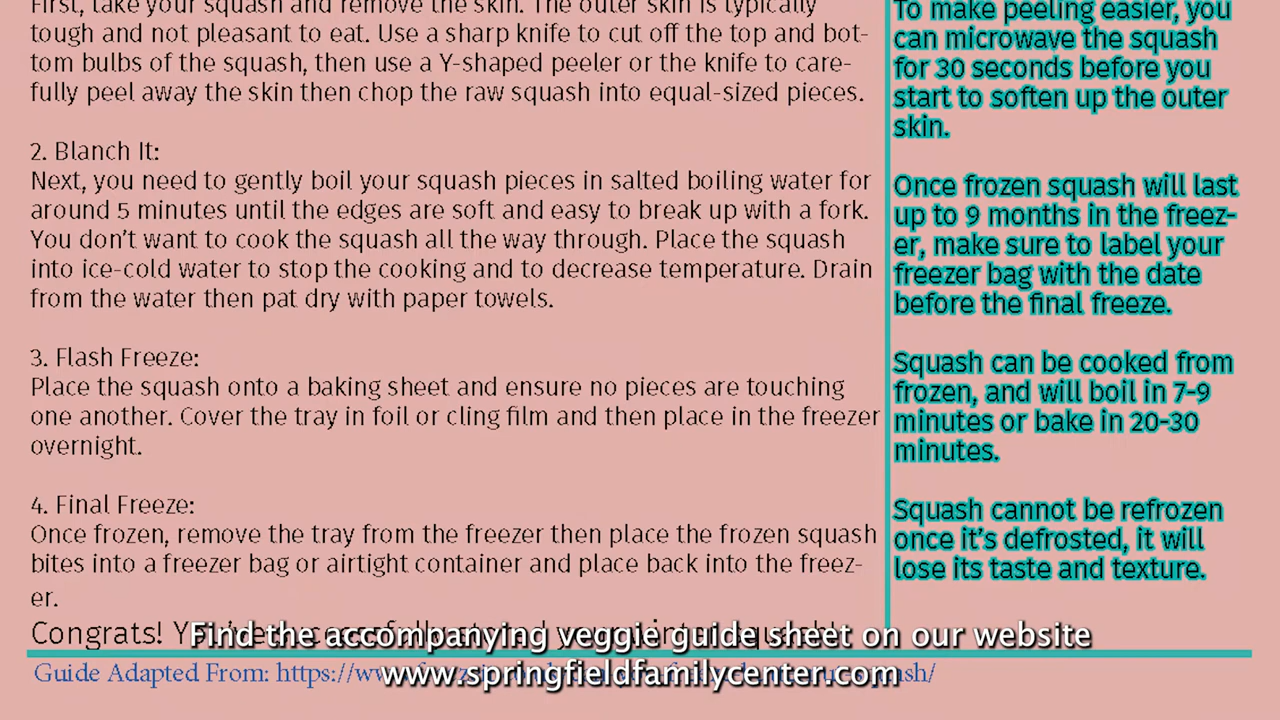 First, take your squash and remove the skin. The outer skin is typically
tough and not pleasant to eat. Use a sharp knife to cut off the top and bot-
tom bulbs of the squash, then use a Y-shaped peeler or the knife to care-
fully peel away the skin then chop the raw squash into equal-sized pieces.
2. Blanch It:
Next, you need to gently boil your squash pieces in salted boiling water for
around 5 minutes until the edges are soft and easy to break up with a fork.
You don't want to cook the squash all the way through. Place the squash
into ice-cold water to stop the cooking and to decrease temperature. Drain
from the water then pat dry with paper towels.
3. Flash Freeze:
Place the squash onto a baking sheet and ensure no pieces are touching
one another. Cover the tray in foil or cling film and then place in the freezer
overnight.
4. Final Freeze:
Once frozen, remove the tray from the freezer then place the frozen squash
bites into a freezer bag or airtight container and place back into the freez-
er.
Congrats!
Guide Adapted From:
To make peeling easier, you
can microwave the squash
for 30 seconds before you
start to soften up the outer
skin.
Once frozen squash will last
up to 9 months in the freez-
er, make sure to label your
freezer bag with the date
before the final freeze.
Squash can be cooked from
frozen, and will boil in 7-9
minutes or bake in 20-30
minutes.
Squash cannot be refrozen
once it's defrosted, it will
lose its taste and texture.
Find the accompanying veggie guide sheet on our website
www.springfieldfamilycenter.com